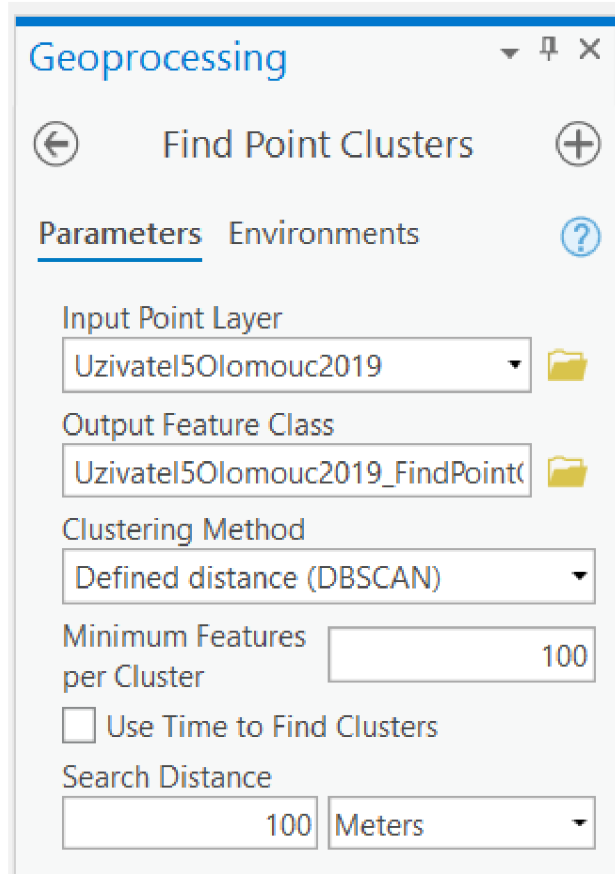 Geoprocessing
Find Point Clusters
Parameters Environments
?
Input Point Layer
Uzivatel5Olomouc2019
Output Feature Class
Uzivatel5Olomouc2019_FindPoint(
Clustering Method
Defined distance (DBSCAN)
Minimum Features
per Cluster
100
Use Time to Find Clusters
Search Distance
100 Meters